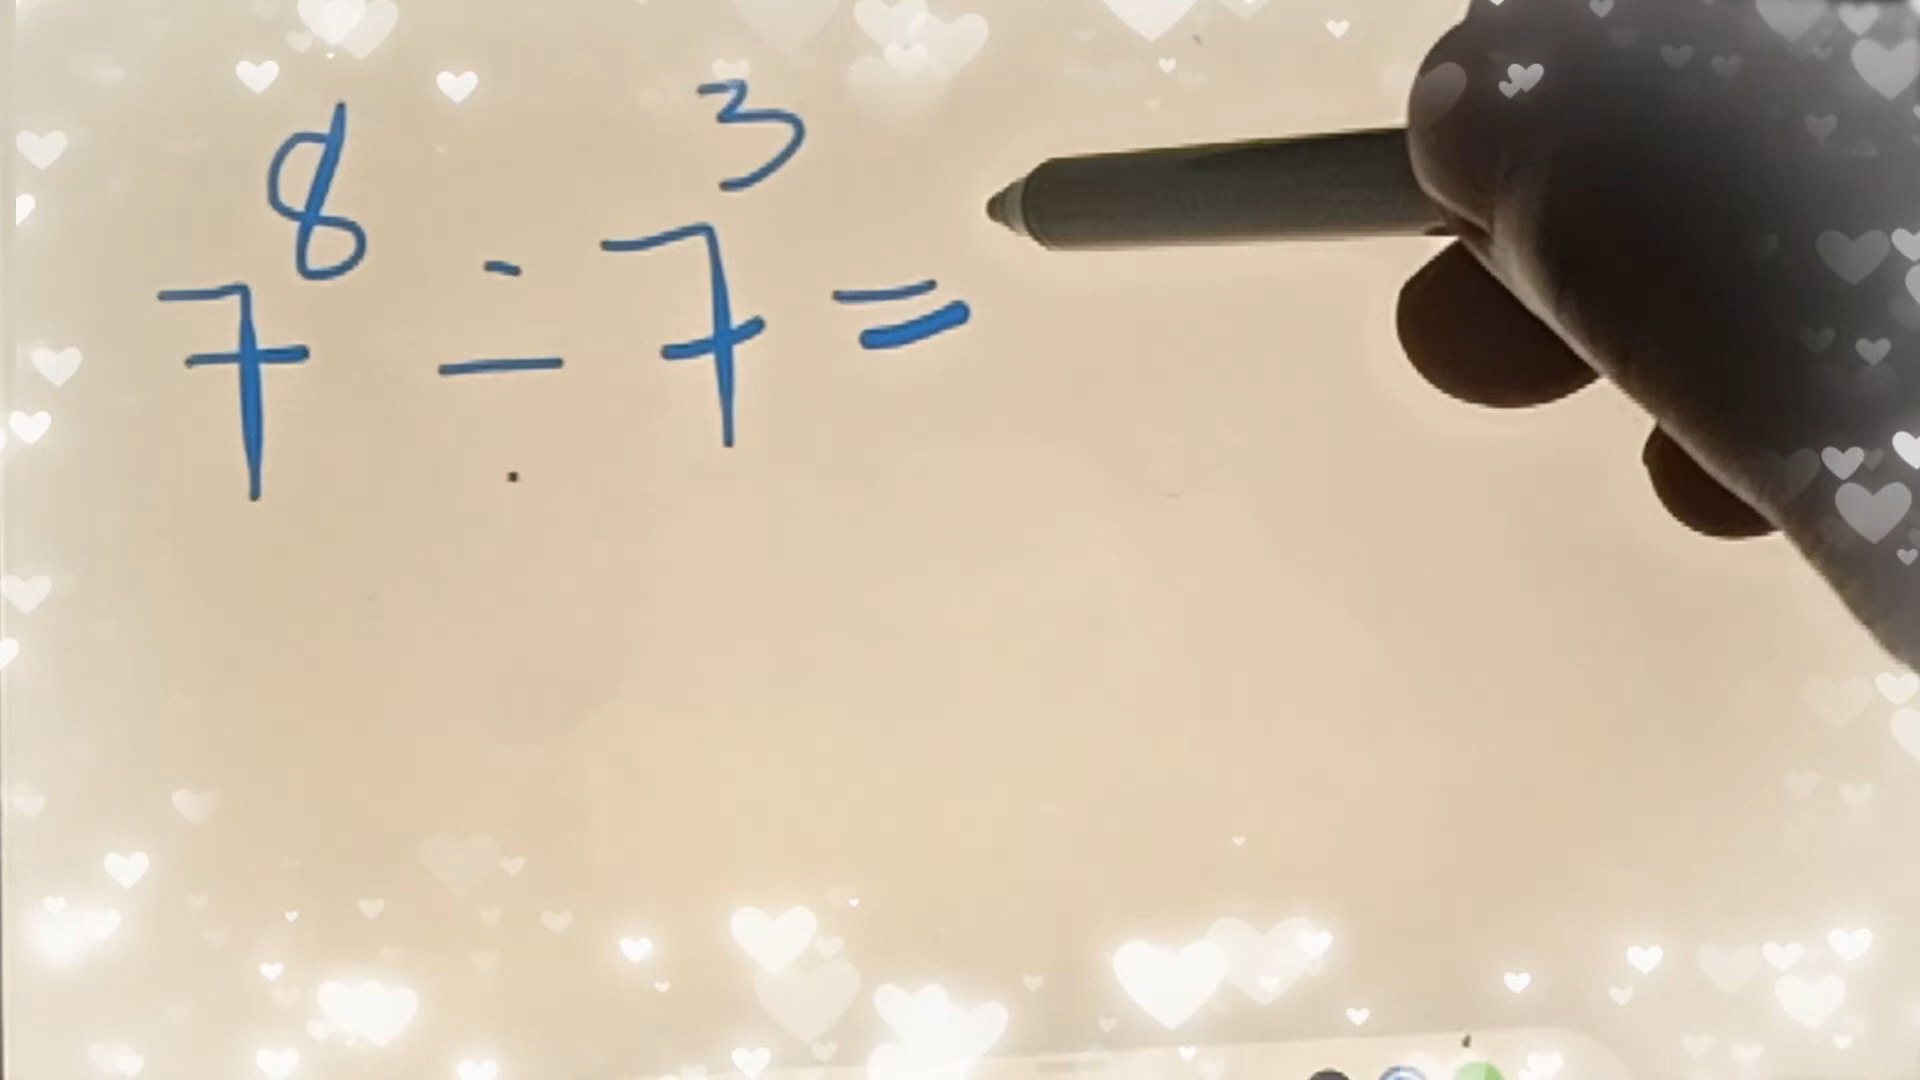 7⁸ ÷ 7³ =